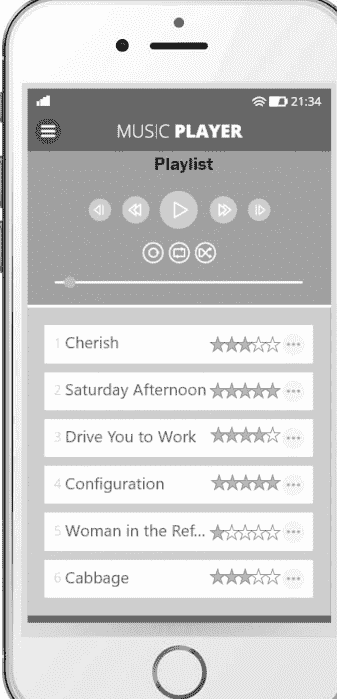 21:34
MUSIC PLAYER
Playlist
1 Cherish
2 Saturday Afternoon
3 Drive You to Work
4 Configuration
5 Woman in the Ref...
6 Cabbage